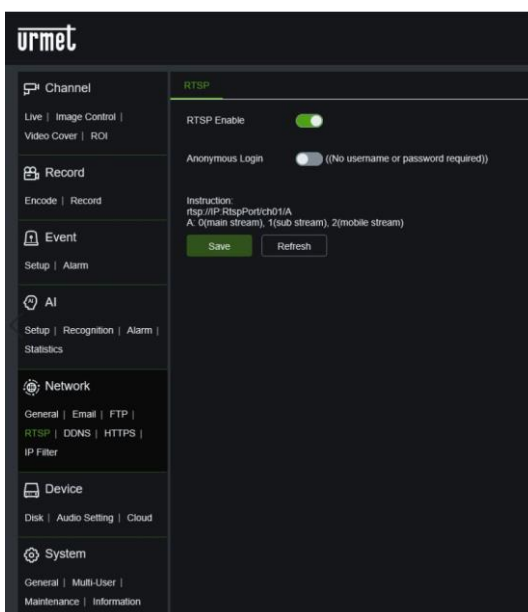 urmet
Channel
Live | Image Control |
Video Cover | ROI
Record
Encode | Record
Event
Setup | Alarm
AI
Setup | Recognition | Alarm |
Statistics
Network
General | Email | FTP |
RTSP | DDNS | HTTPS |
IP Filter
Device
Disk | Audio Setting | Cloud
System
General | Multi-User |
Maintenance | Information
RTSP
RTSP Enable
Anonymous Login ((No username or password required))
Instruction:
rtsp://IP:RtspPort/ch01/A
A: 0(main stream), 1(sub stream), 2(mobile stream)
Save Refresh